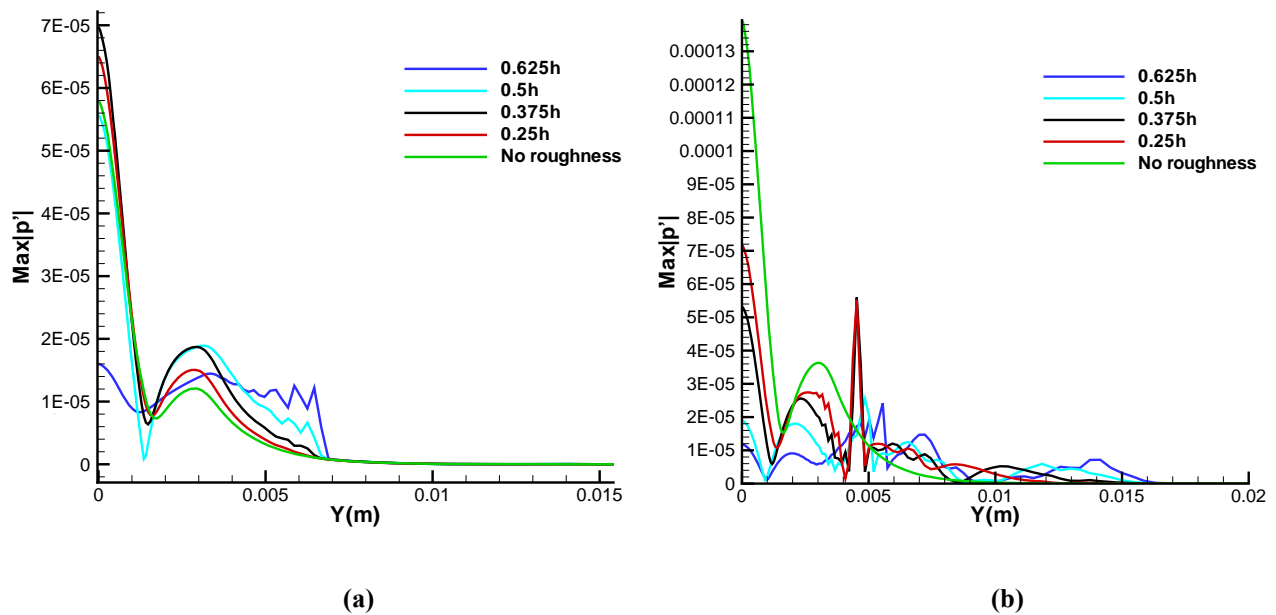 7E-05
6E-05
5E-05
4E-05
3E-05
2E-05
1E-05
0
Max|p'|
0
0.005
0.01
0.015
Y(m)
0.625h
0.5h
0.375h
0.25h
No roughness
(a)
0.00013
0.00012
0.00011
0.0001
9E-05
8E-05
7E-05
6E-05
5E-05
4E-05
3E-05
2E-05
1E-05
0
Max|p'|
0
0.005
0.01
0.015
0.02
Y(m)
0.625h
0.5h
0.375h
0.25h
No roughness
(b)